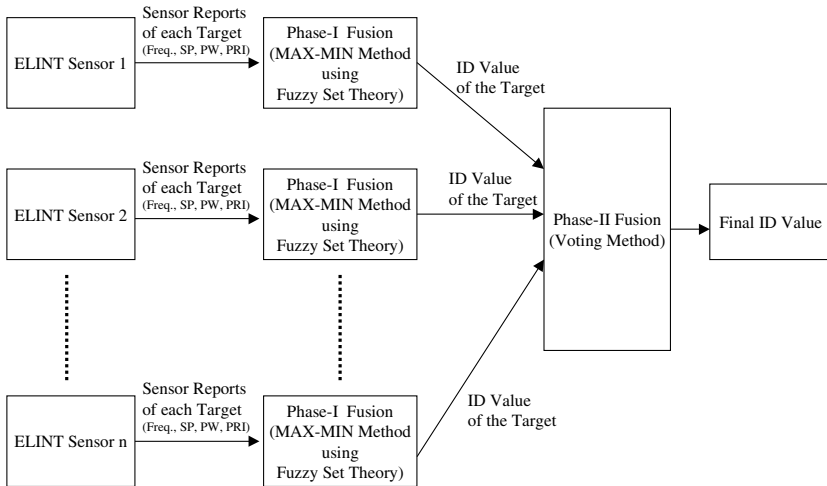 Sensor Reports
of each Target
(Freq., SP, PW, PRI)
ELINT Sensor 1
Phase-I Fusion
(MAX-MIN Method
using
Fuzzy Set Theory)
ID Value
of the Target
Sensor Reports
of each Target
(Freq., SP, PW, PRI)
ELINT Sensor 2
Phase-I Fusion
(MAX-MIN Method
using
Fuzzy Set Theory)
ID Value
of the Target
Phase-II Fusion
(Voting Method)
Final ID Value
Sensor Reports
of each Target
(Freq., SP, PW, PRI)
ELINT Sensor n
Phase-I Fusion
(MAX-MIN Method
using
Fuzzy Set Theory)
ID Value
of the Target